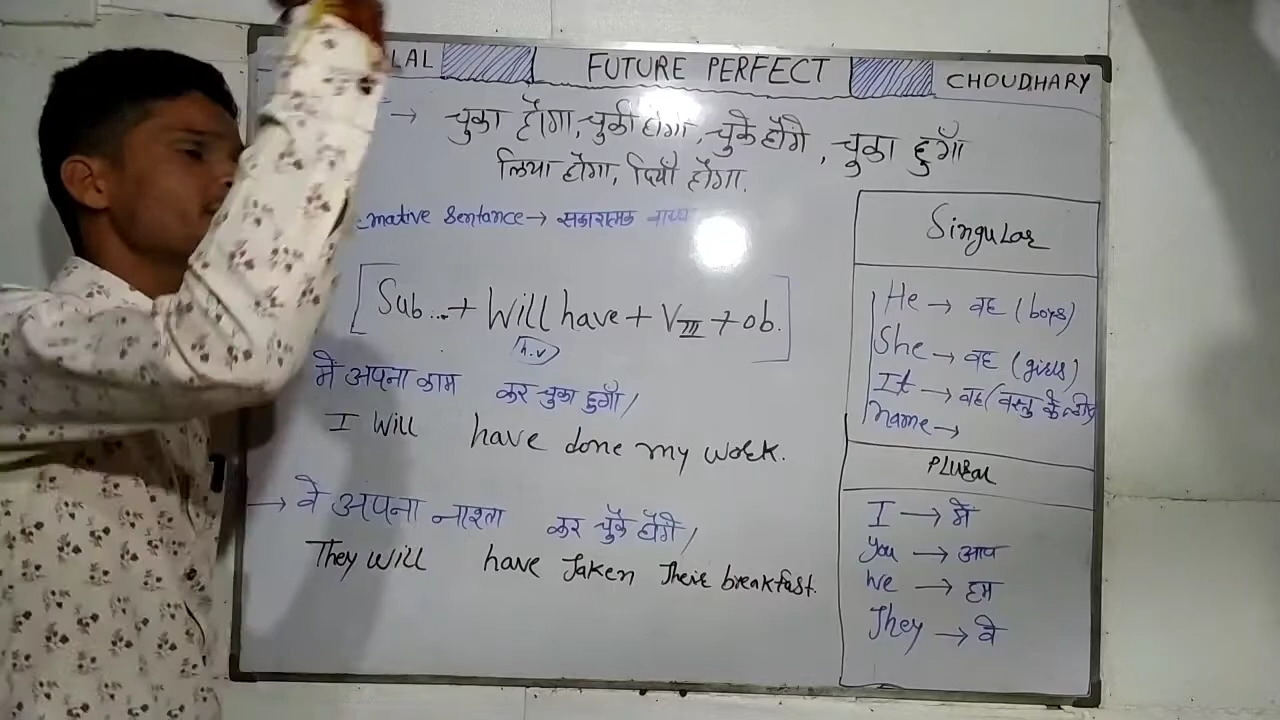 LAL FUTURE PERFECT CHOUDHARY
→ चुका होगा, चुकी होगी, चुके होंगे, चुका हुगाँ
लिया होगा, दिया होगा.
mative Sentance → सकारात्मक वाक्य
[Sub... + Will have + VIII + ob.]
h.v
में अपना काम कर चुका हुगाँ/
I Will have done my work.
→ वे अपना नाश्ता कर चुके होंगे/
They Will have Taken Their breakfast.
Singular
He → वह (boys)
She → वह (girls)
It → वह (वस्तु के
Name →
Plural
I → में
You → आप
We → हम
They → वे